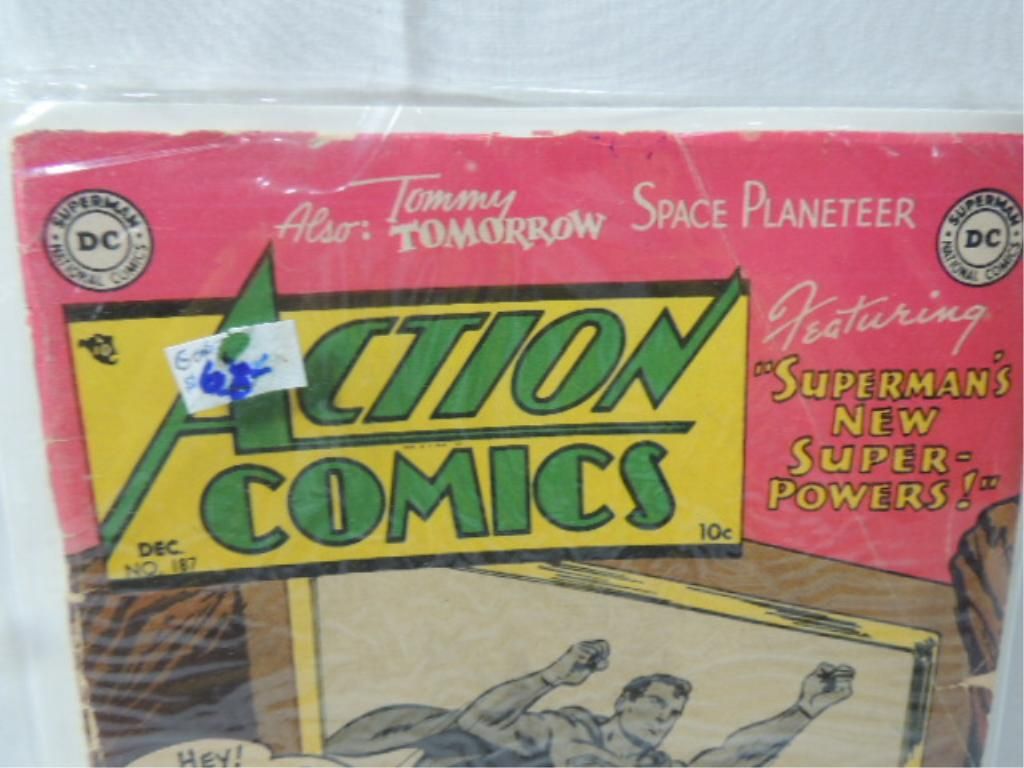 SUPERMAN
DC
NATIONAL COMICS
Also: Tommy TOMORROW SPACE PLANETEER
SUPERMAN
DC
NATIONAL COMICS
ACTION
COMICS
DEC.
NO. 187
10c
Featuring
"SUPERMAN'S
NEW
SUPER-
POWERS!"
HEY!